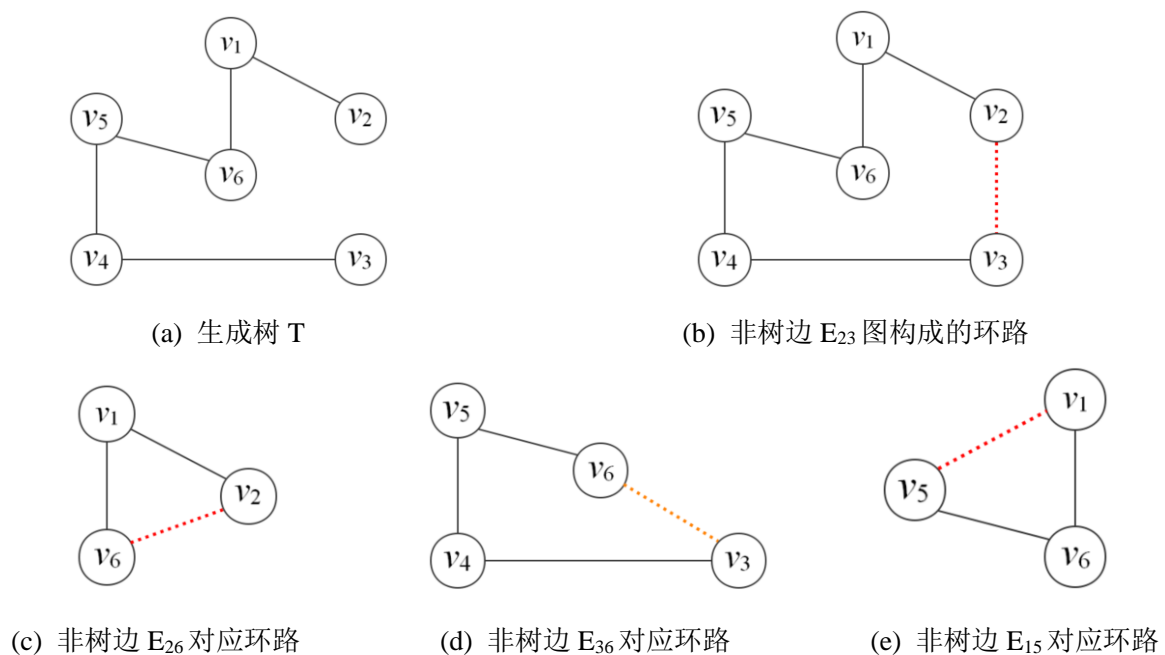 v₁
v₅
v₂
v₆
v₄
v₃
(a) 生成树 T
v₁
v₅
v₂
v₆
v₄
v₃
(b) 非树边 E₂₃ 图构成的环路
v₁
v₂
v₆
(c) 非树边 E₂₆ 对应环路
v₅
v₆
v₄
v₃
(d) 非树边 E₃₆ 对应环路
v₁
v₅
v₆
(e) 非树边 E₁₅ 对应环路